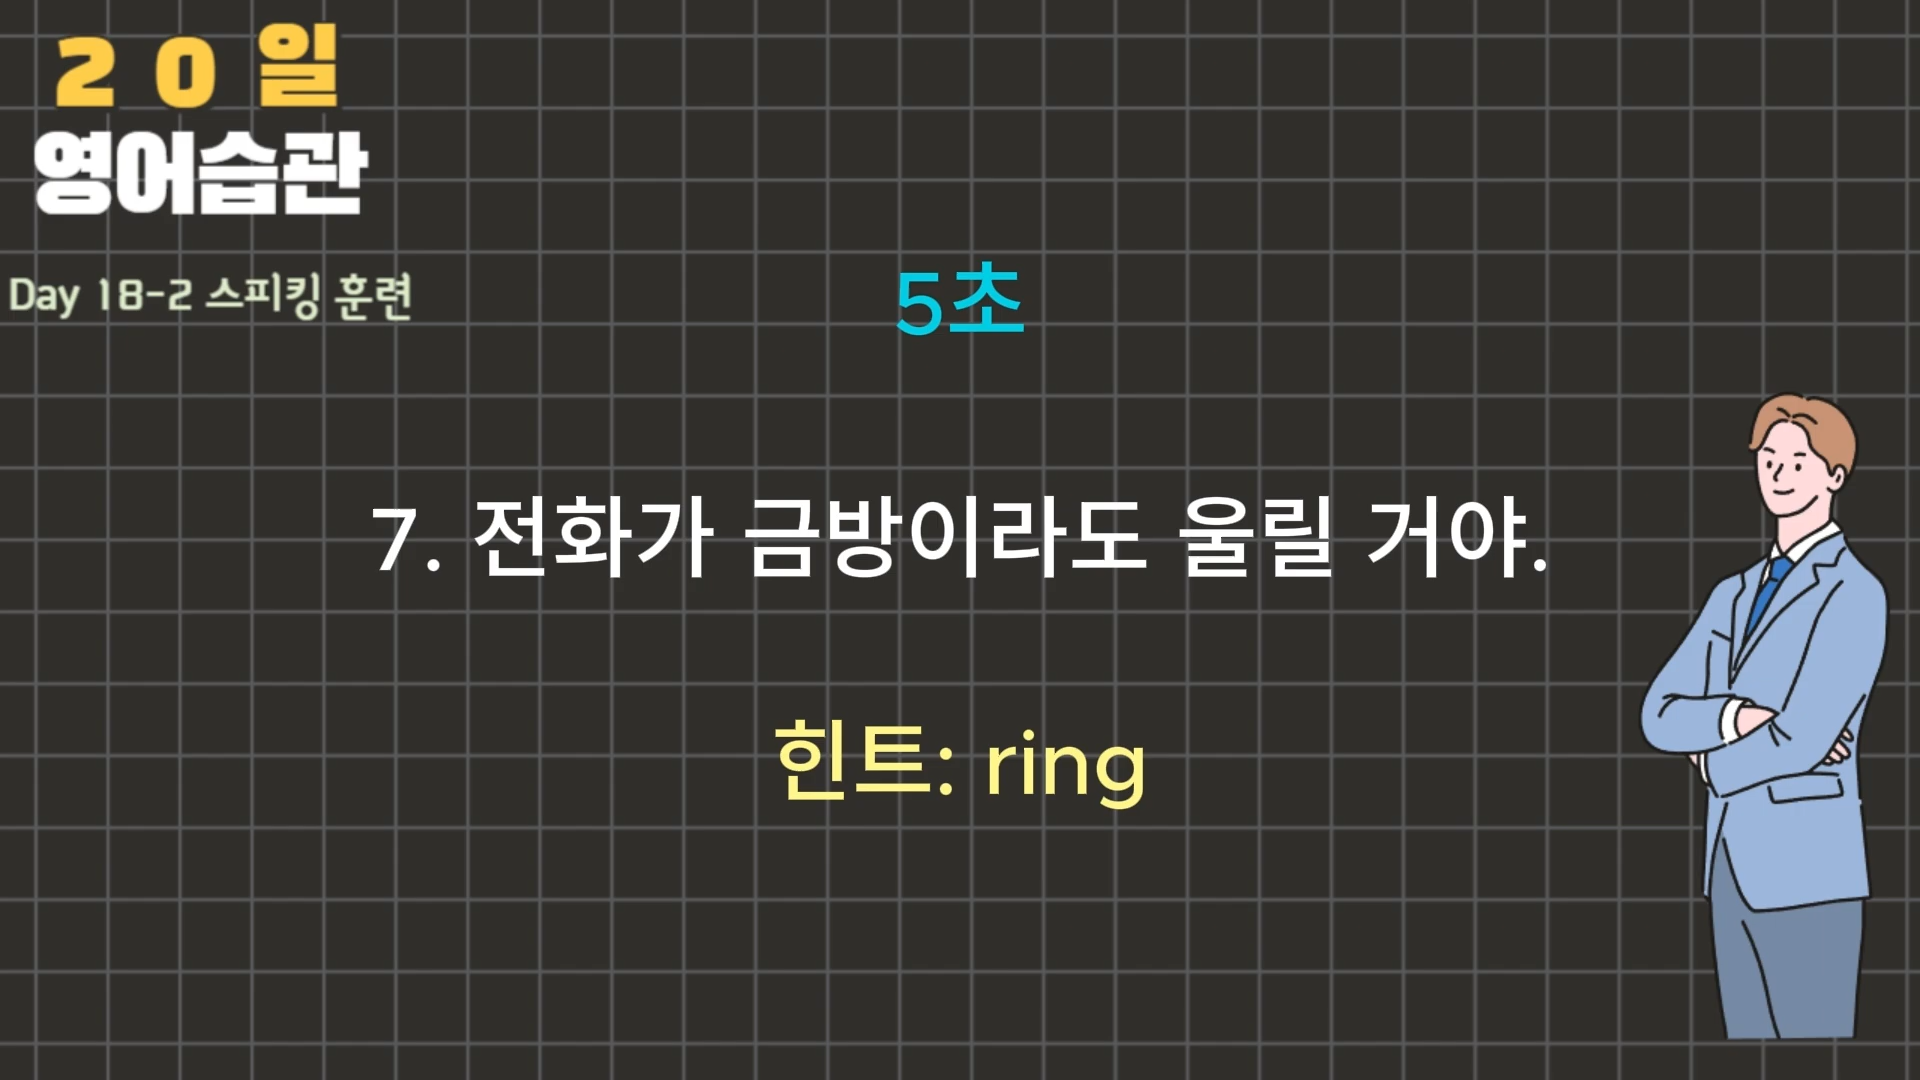 20일
영어습관
Day 18-2 스피킹 훈련
5초
7. 전화가 금방이라도 울릴 거야.
힌트: ring